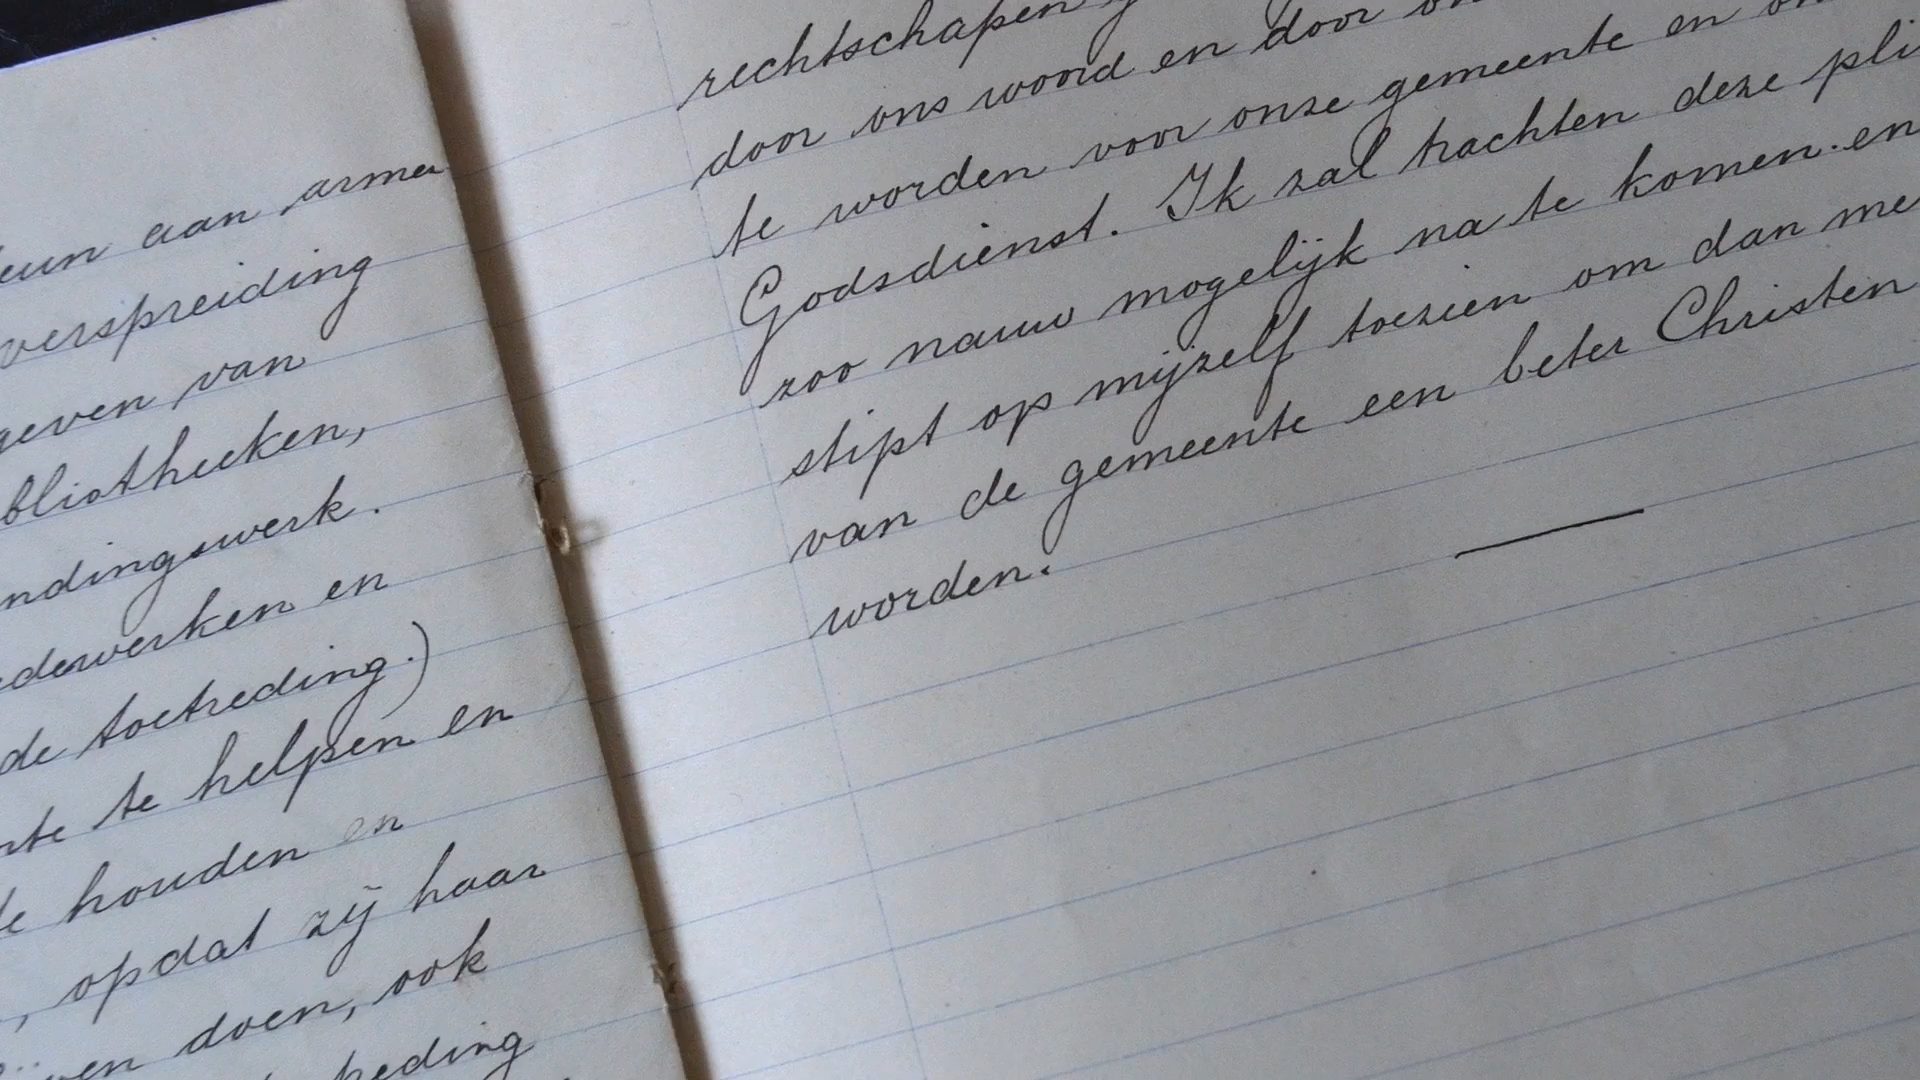 aan arme
verspreiding
geven van
bliotheeken,
ndingswerk.
dewerken en
de toetreding.)
te helpen en
houden en
, opdat zij haar
doen, ook
rechtschapen
door ons woord en door
te worden voor onze gemeente en
Godsdienst. Ik zal trachten deze pli
zoo nauw mogelijk na te komen en
stipt op mijzelf toezien om dan me
van de gemeente een beter Christen
worden.